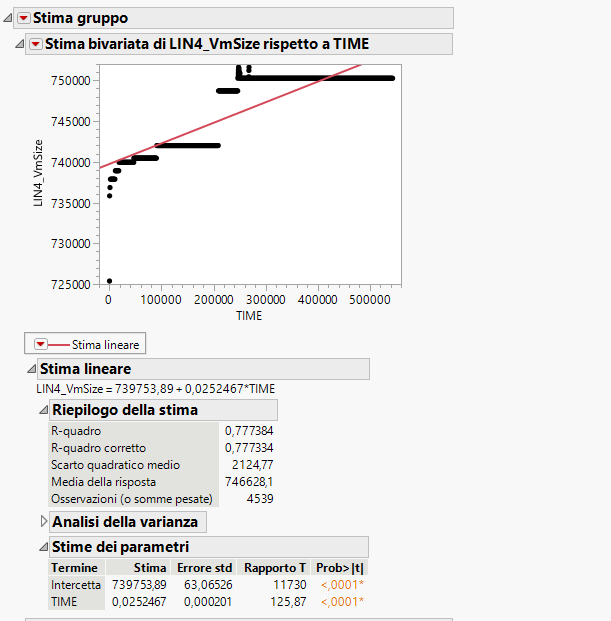 Stima gruppo
Stima bivariata di LIN4_VmSize rispetto a TIME
750000
745000
740000
735000
730000
725000
LIN4_VmSize
0 100000 200000 300000 400000 500000
TIME
Stima lineare
Stima lineare
LIN4_VmSize = 739753,89 + 0,0252467*TIME
Riepilogo della stima
R-quadro 0,777384
R-quadro corretto 0,777334
Scarto quadratico medio 2124,77
Media della risposta 746628,1
Osservazioni (o somme pesate) 4539
Analisi della varianza
Stime dei parametri
Termine Stima Errore std Rapporto T Prob>|t|
Intercetta 739753,89 63,06526 11730 <,0001*
TIME 0,0252467 0,000201 125,87 <,0001*